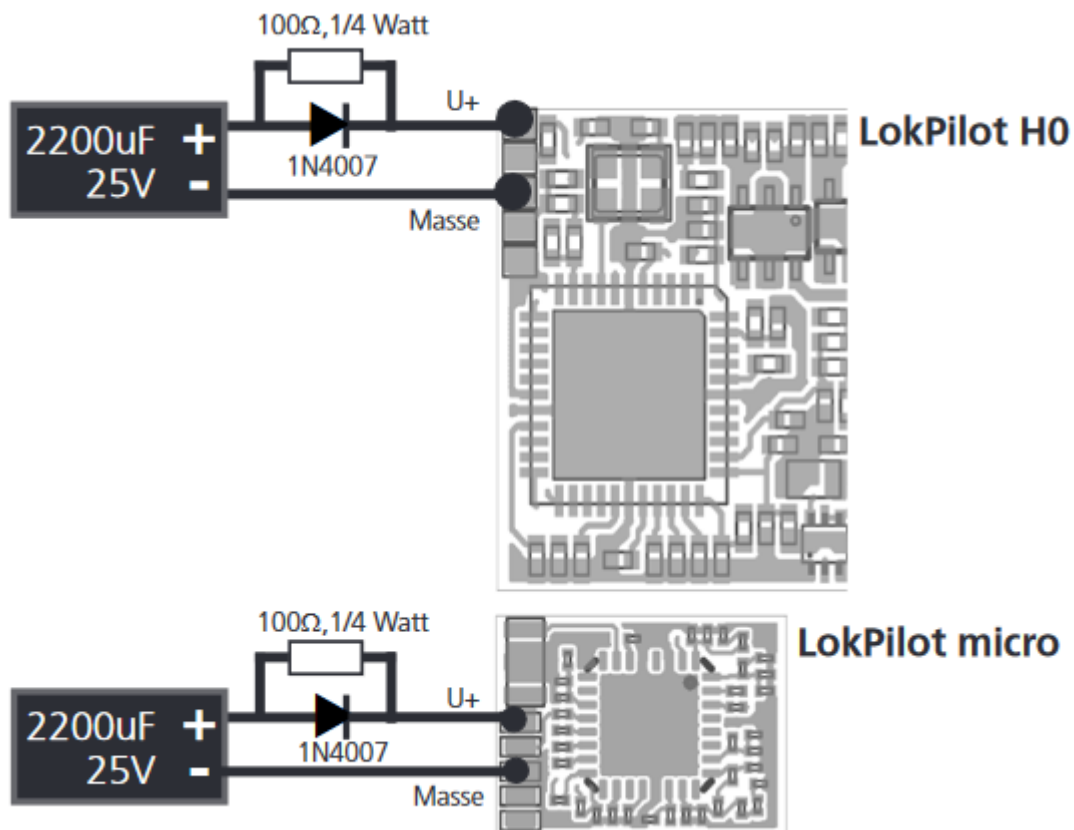 100Ω,1/4 Watt
U+
2200uF +
25V -
1N4007
Masse
LokPilot H0
100Ω,1/4 Watt
LokPilot micro
U+
2200uF +
25V -
1N4007
Masse